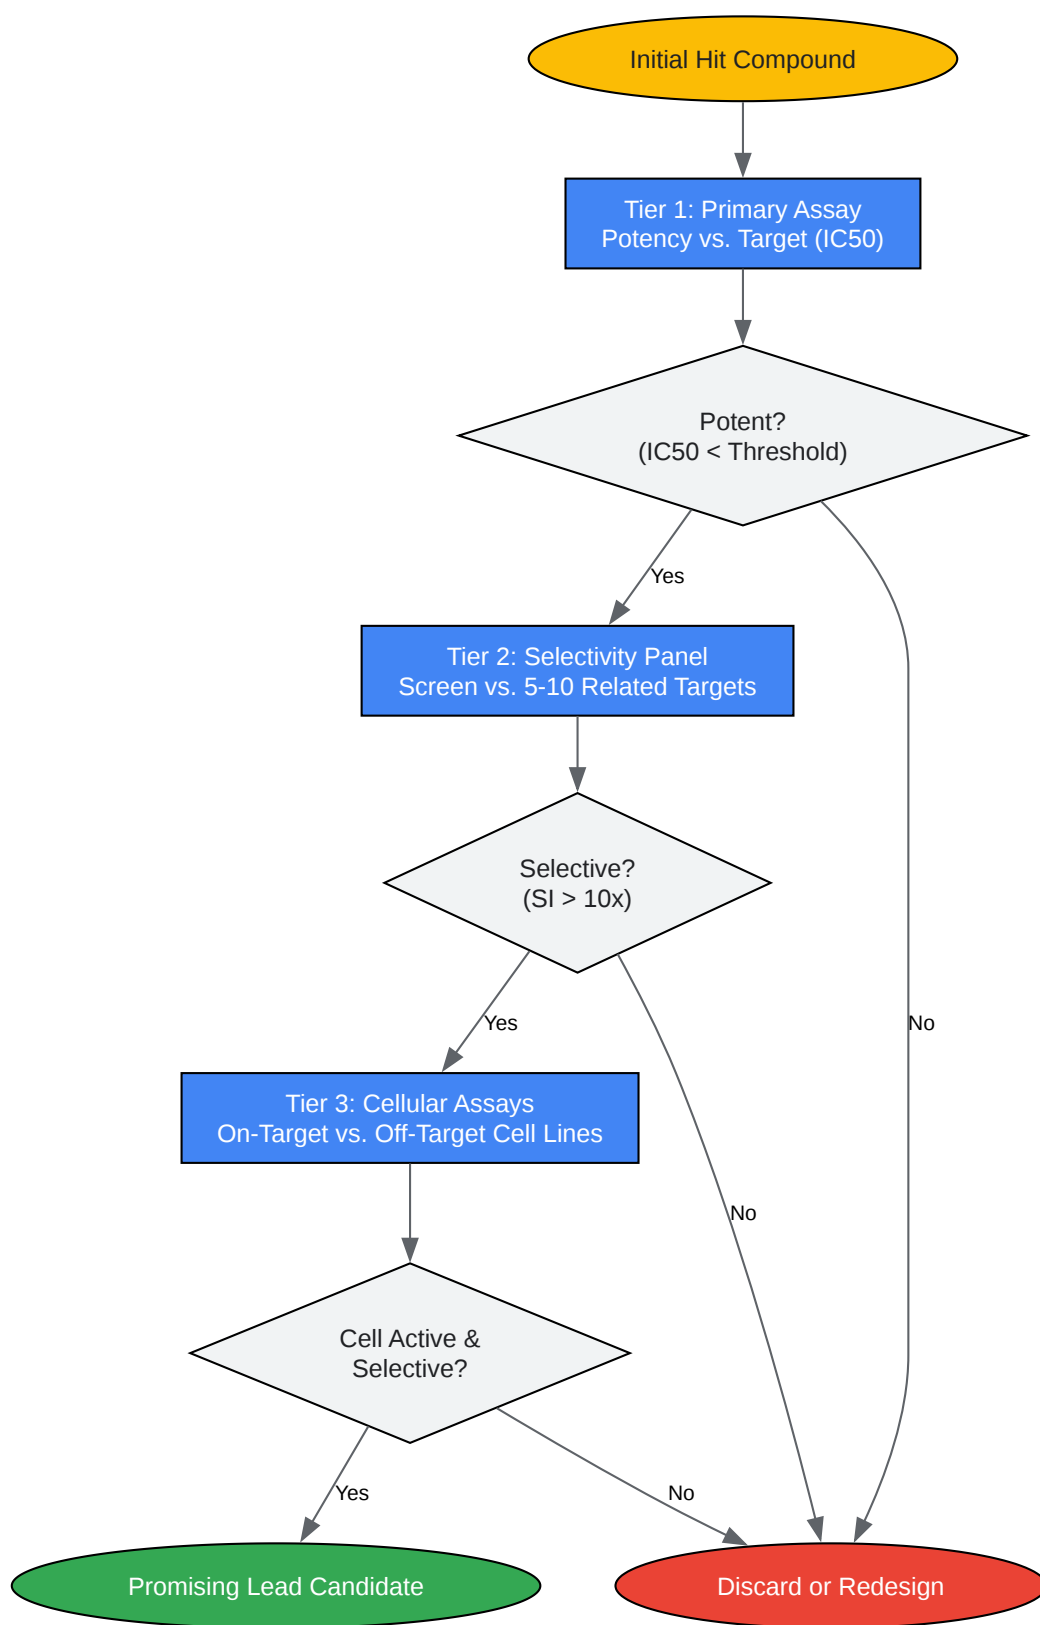 Initial Hit Compound
Tier 1: Primary Assay
Potency vs. Target (IC50)
Potent?
(IC50 < Threshold)
Yes
Tier 2: Selectivity Panel
Screen vs. 5-10 Related Targets
Selective?
(SI > 10x)
Yes
No
Tier 3: Cellular Assays
On-Target vs. Off-Target Cell Lines
No
Cell Active &
Selective?
Yes
No
Promising Lead Candidate
Discard or Redesign